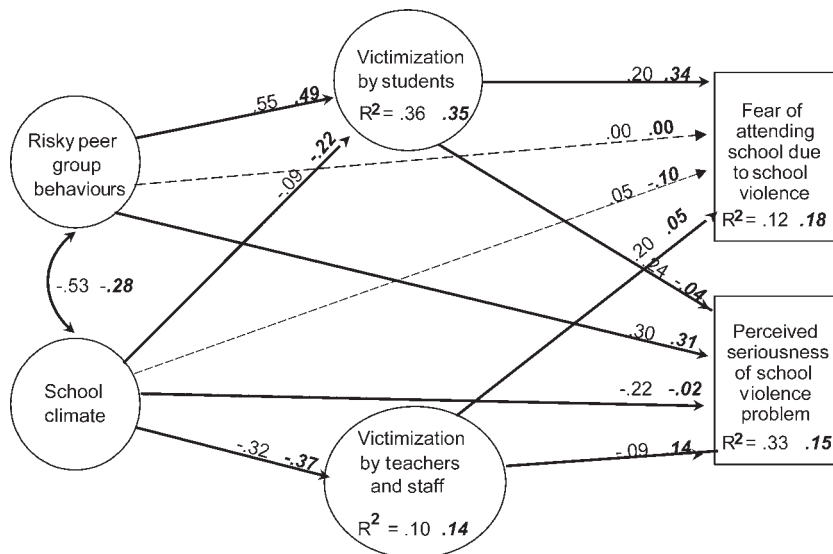 Risky peer
group
behaviours
-.53 -.28
School
climate
.55 .49
-.09 -.22
-.32 -.37
Victimization
by students
R² = .36 .35
Victimization
by teachers
and staff
R² = .10 .14
.20 .34
.00 .00
.05 -.10
.20 .05
.24 -.04
.30 .31
-.22 -.02
-.09 .14
Fear of
attending
school due
to school
violence
R² = .12 .18
Perceived
seriousness
of school
violence
problem
R² = .33 .15